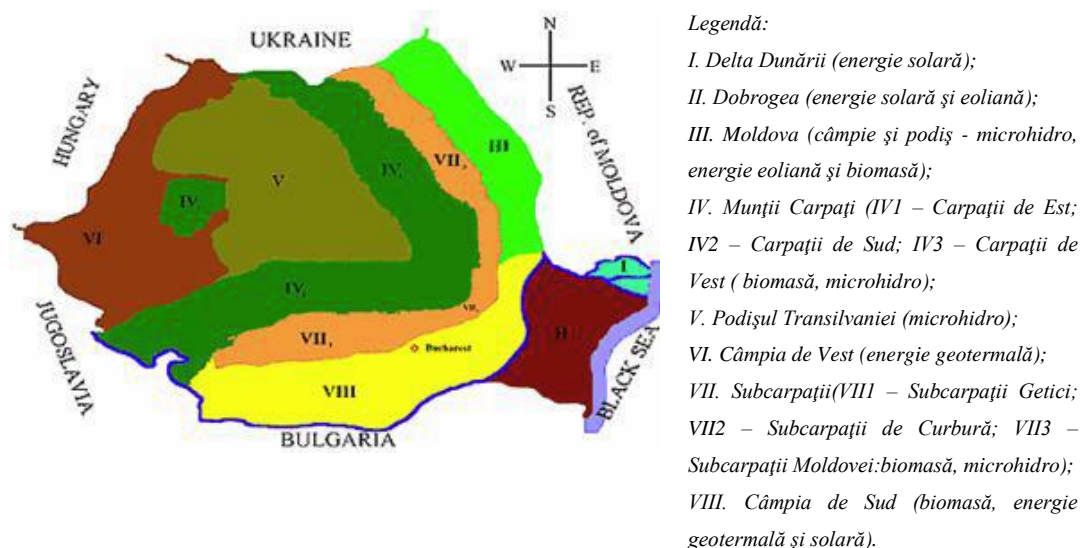 UKRAINE
N
W
E
S
HUNGARY
REP. of MOLDOVA
III
VII
IV
V
IV
VI
I
IV
VII
VII
II
Bucharest
JUGOSLAVIA
VIII
BLACK SEA
BULGARIA
Legendă:
I. Delta Dunării (energie solară);
II. Dobrogea (energie solară şi eoliană);
III. Moldova (câmpie şi podiş - microhidro,
energie eoliană şi biomasă);
IV. Munţii Carpaţi (IV1 – Carpaţii de Est;
IV2 – Carpaţii de Sud; IV3 – Carpaţii de
Vest ( biomasă, microhidro);
V. Podişul Transilvaniei (microhidro);
VI. Câmpia de Vest (energie geotermală);
VII. Subcarpaţii(VII1 – Subcarpaţii Getici;
VII2 – Subcarpaţii de Curbură; VII3 –
Subcarpaţii Moldovei:biomasă, microhidro);
VIII. Câmpia de Sud (biomasă, energie
geotermală şi solară).